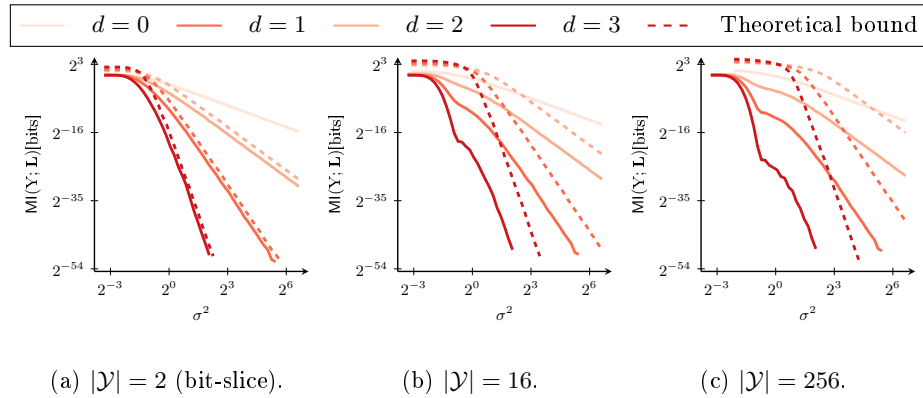 d = 0 d = 1 d = 2 d = 3 Theoretical bound
2^3 2^3 2^3
2^−16 2^−16 2^−16
2^−35 2^−35 2^−35
2^−54 2^−54 2^−54
MI(Y; L)[bits] MI(Y; L)[bits] MI(Y; L)[bits]
2^−3 2^0 2^3 2^6 2^−3 2^0 2^3 2^6 2^−3 2^0 2^3 2^6
σ^2 σ^2 σ^2
(a) |𝒴| = 2 (bit-slice). (b) |𝒴| = 16. (c) |𝒴| = 256.